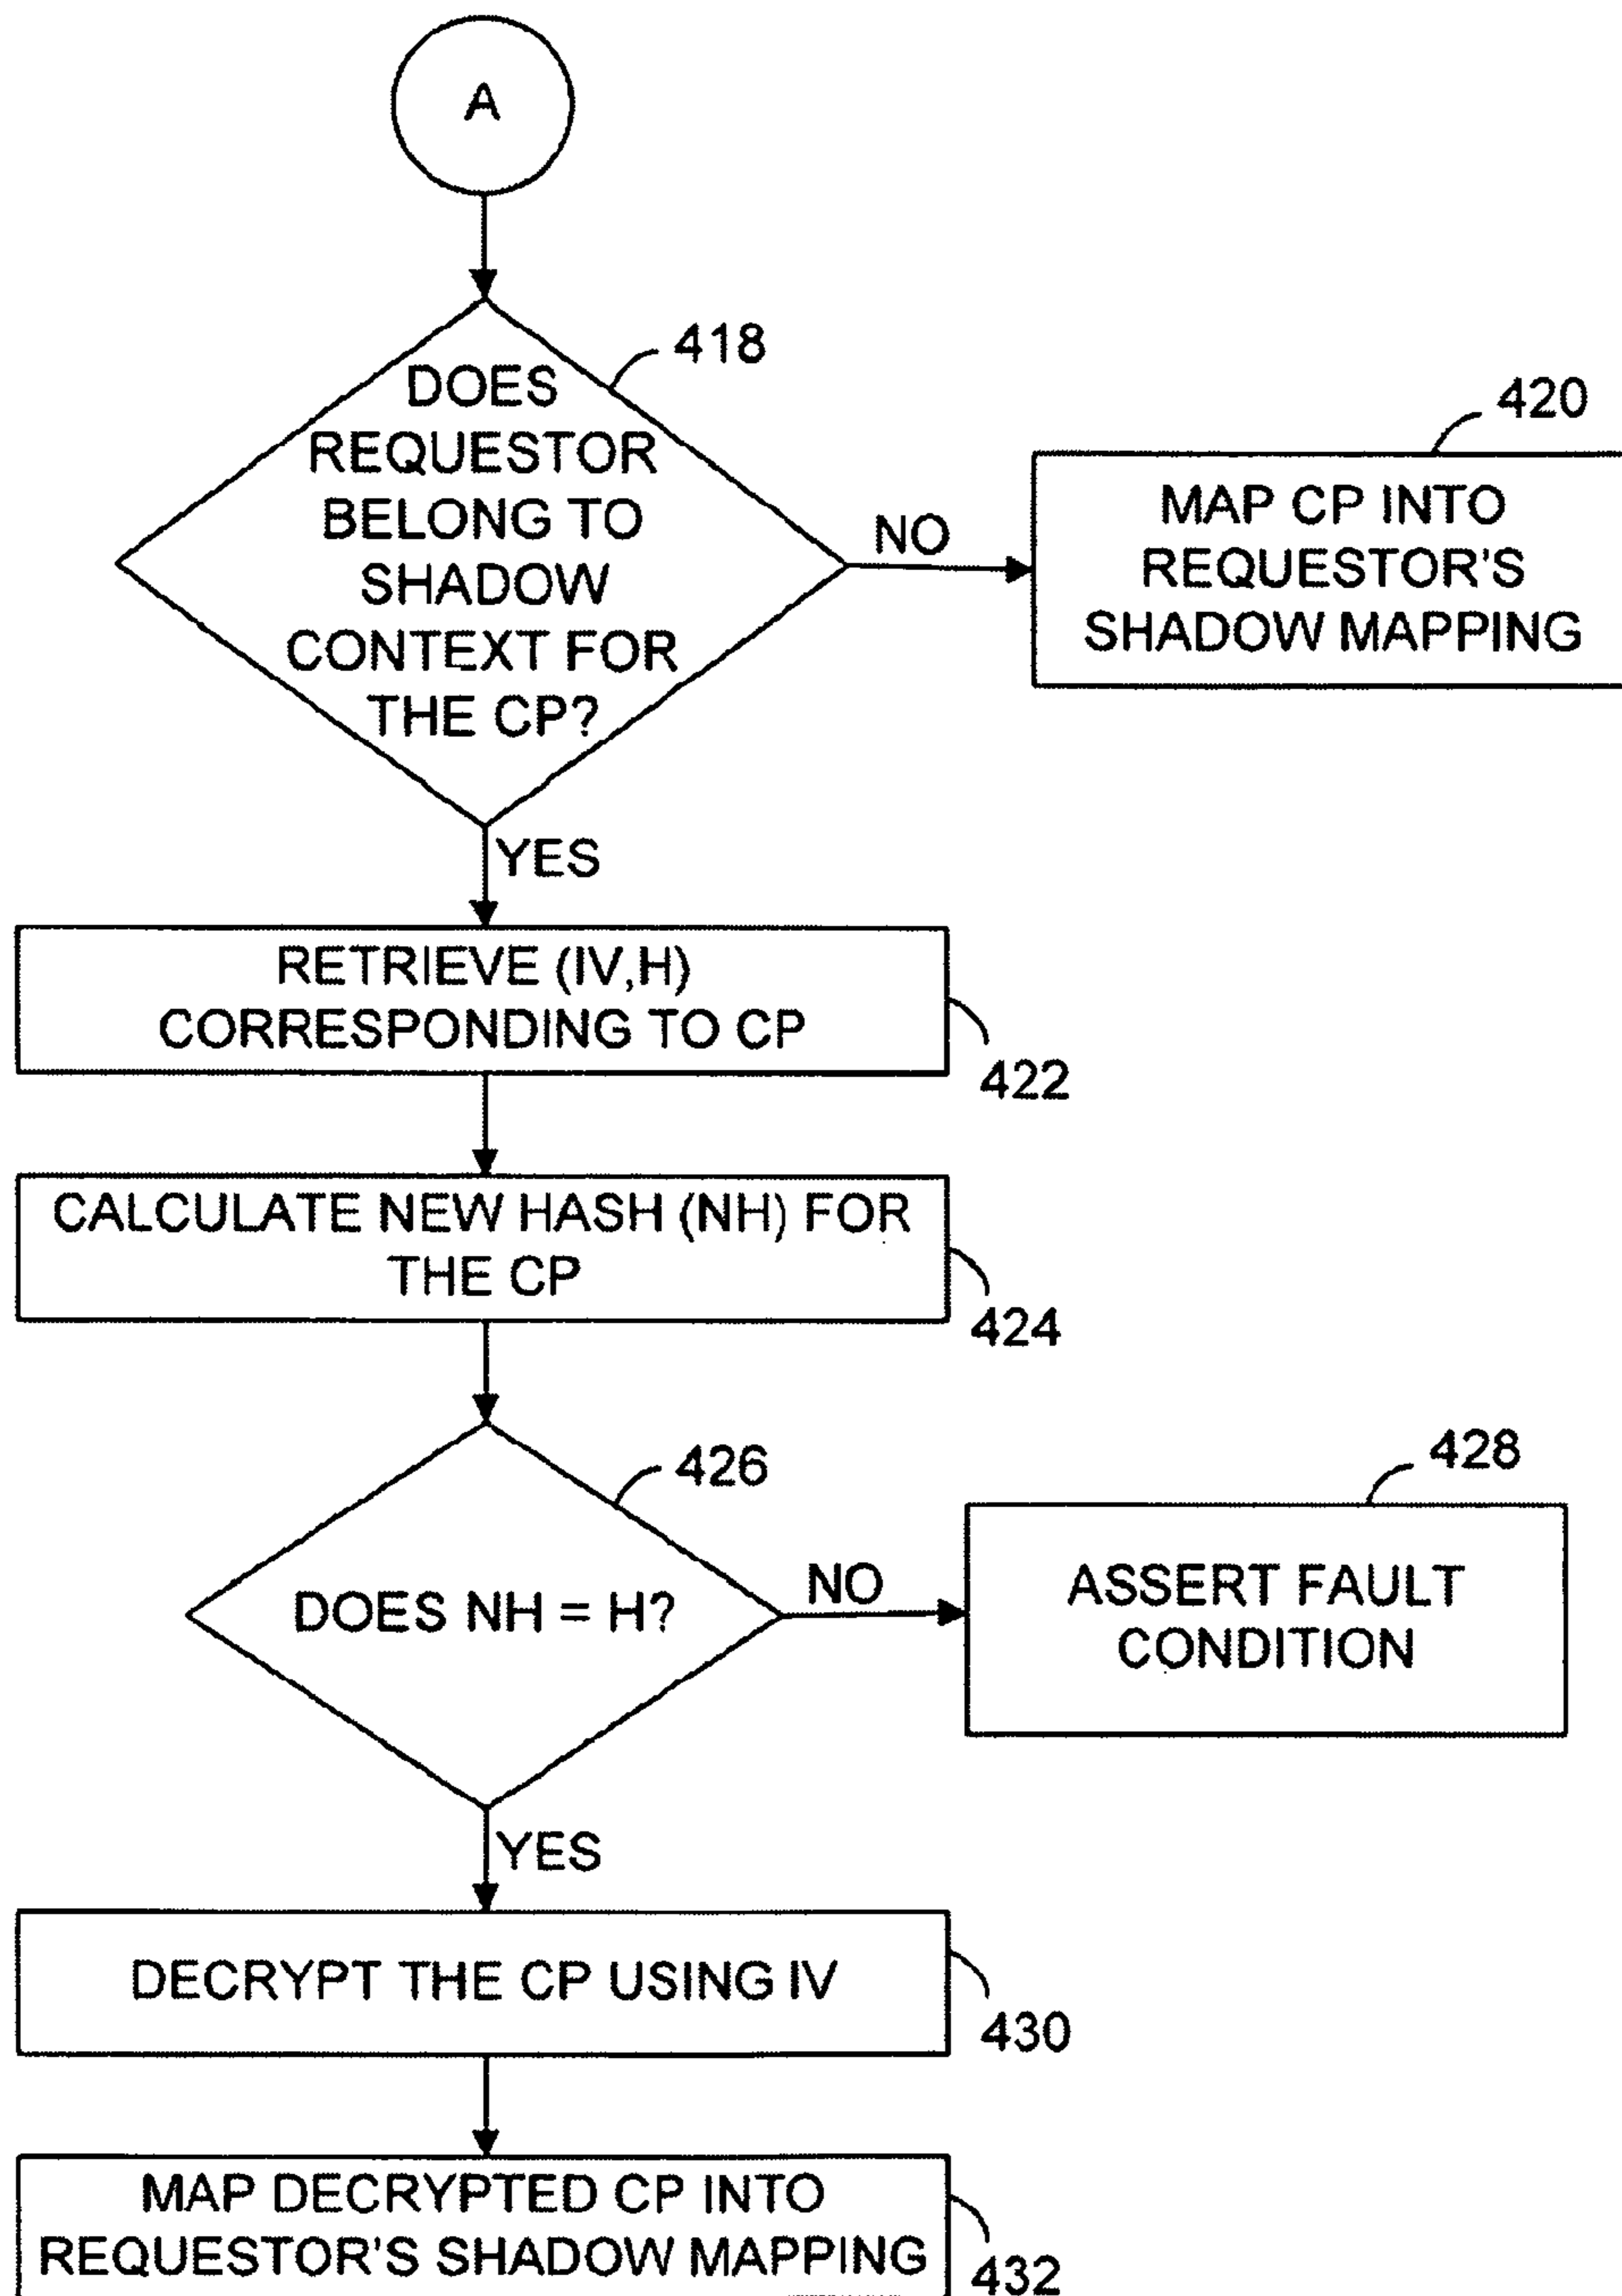 A
418
DOES
REQUESTOR
BELONG TO
SHADOW
CONTEXT FOR
THE CP?
NO
420
MAP CP INTO
REQUESTOR'S
SHADOW MAPPING
YES
RETRIEVE (IV,H)
CORRESPONDING TO CP
422
CALCULATE NEW HASH (NH) FOR
THE CP
424
426
DOES NH = H?
NO
428
ASSERT FAULT
CONDITION
YES
DECRYPT THE CP USING IV
430
MAP DECRYPTED CP INTO
REQUESTOR'S SHADOW MAPPING
432